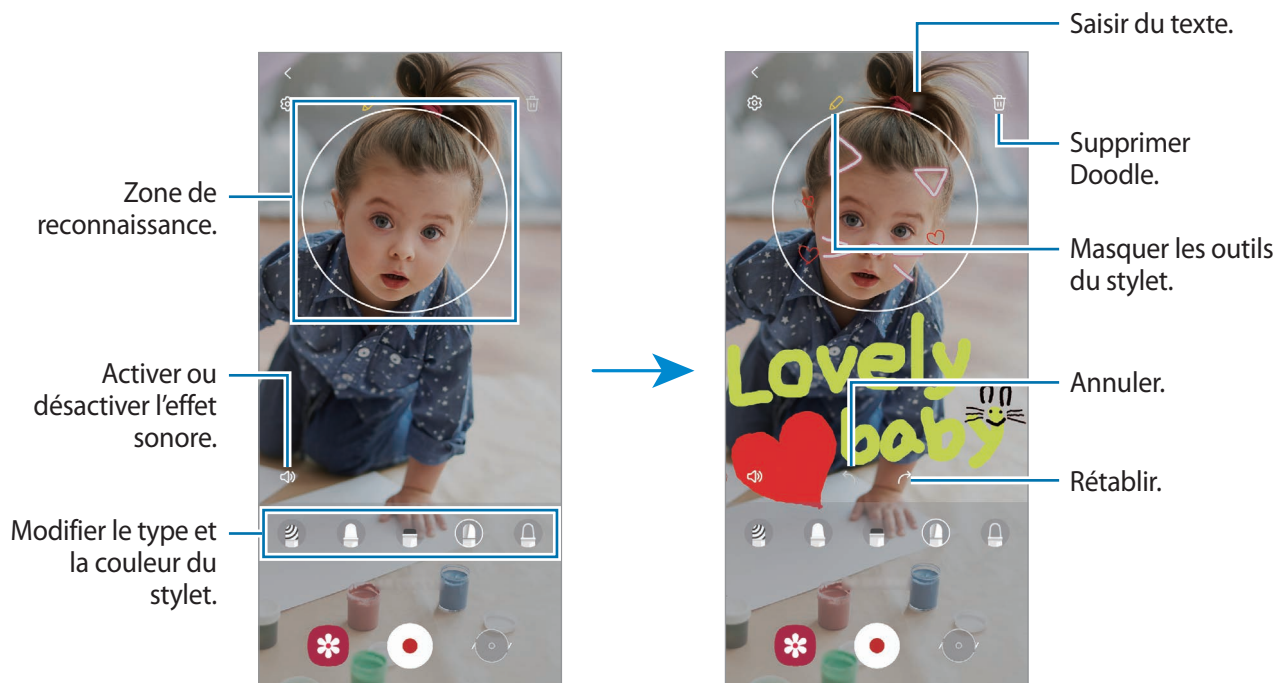 Saisir du texte.
Supprimer
Doodle.
Zone de
reconnaissance.
Masquer les outils
du stylet.
Lovely
baby
Activer ou
désactiver l'effet
sonore.
Annuler.
Rétablir.
Modifier le type et
la couleur du
stylet.